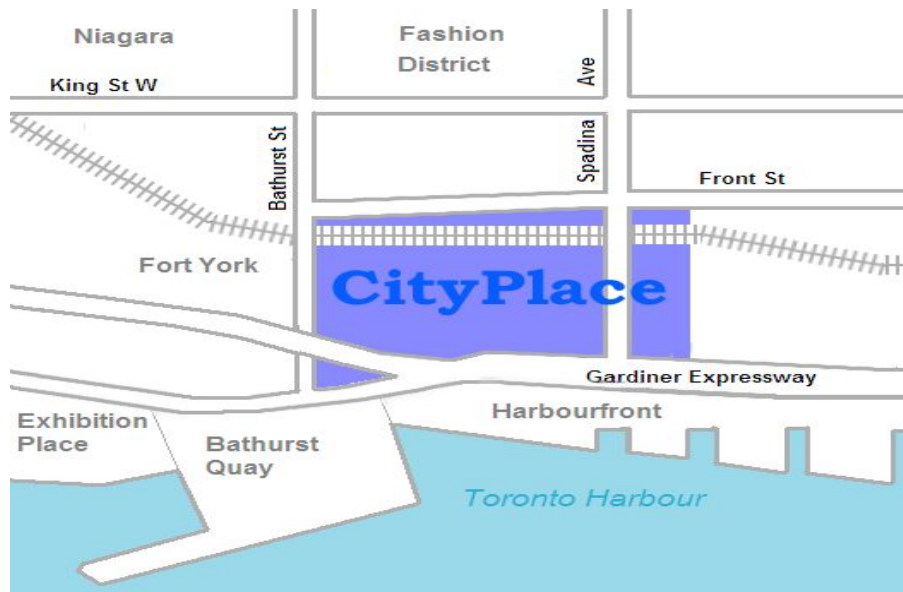 Niagara
Fashion
District
King St W
Ave
Spadina
Bathurst St
Front St
Fort York
CityPlace
Gardiner Expressway
Harbourfront
Exhibition
Place
Bathurst
Quay
Toronto Harbour